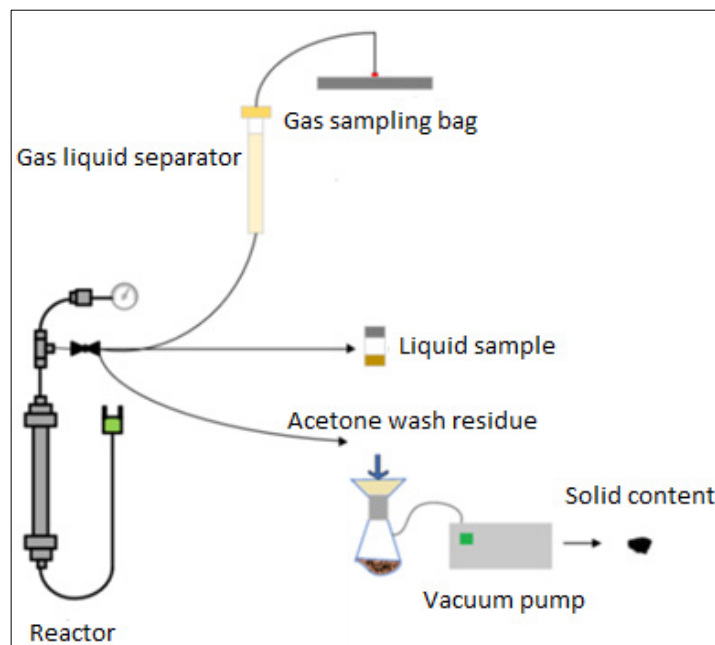 Gas sampling bag
Gas liquid separator
Liquid sample
Acetone wash residue
Solid content
Vacuum pump
Reactor